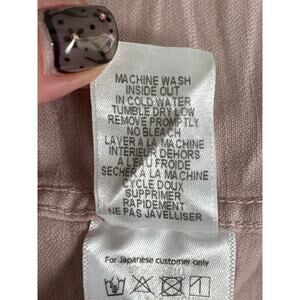 MACHINE WASH
INSIDE OUT
IN COLD WATER
TUMBLE DRY LOW
REMOVE PROMPTLY
NO BLEACH
LAVER A LA MACHINE
INTERIEUR DEHORS
A L'EAU FROIDE
SECHER A LA MACHINE
CYCLE DOUX
SUPPRIMER
RAPIDEMENT
NE PAS JAVELLISER
For Japanese customer only